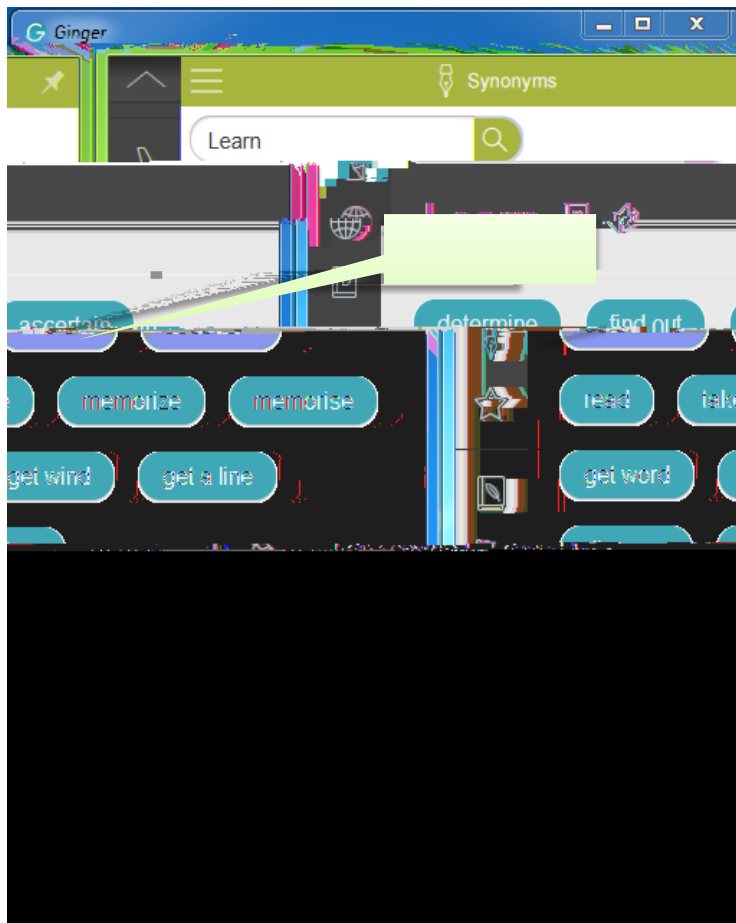 Ginger
Synonyms
Learn
ascertain determine find out
memorize memorise read
get wind get a line get word